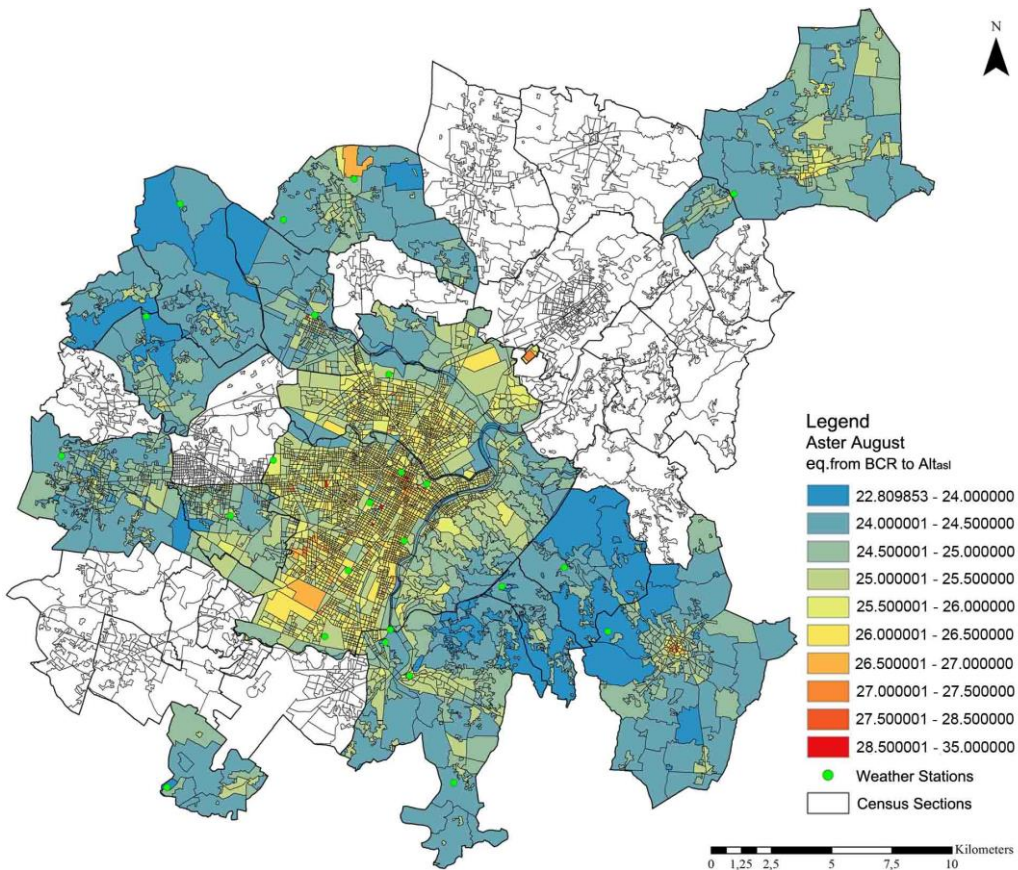 N
Legend
Aster August
eq.from BCR to Altasl
22.809853 - 24.000000
24.000001 - 24.500000
24.500001 - 25.000000
25.000001 - 25.500000
25.500001 - 26.000000
26.000001 - 26.500000
26.500001 - 27.000000
27.000001 - 27.500000
27.500001 - 28.500000
28.500001 - 35.000000
Weather Stations
Census Sections
Kilometers
0 1,25 2,5 5 7,5 10